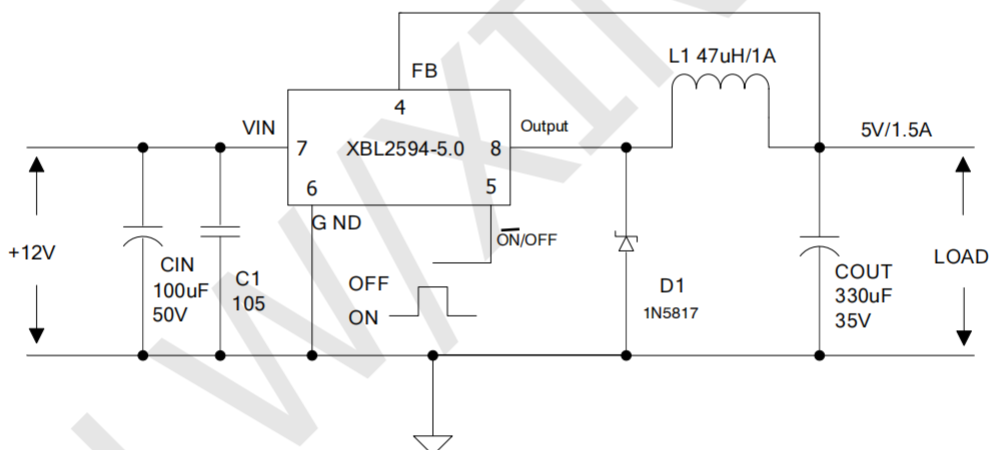 L1 47uH/1A
FB
4
VIN
Output
5V/1.5A
7
XBL2594-5.0
8
6
5
G ND
ON/OFF
+12V
CIN
100uF
50V
C1
105
OFF
ON
D1
1N5817
COUT
330uF
35V
LOAD